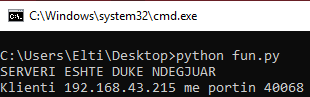 C:\Windows\system32\cmd.exe
C:\Users\Elti\Desktop>python fun.py
SERVERI ESHTE DUKE NDEGJUAR
Klienti 192.168.43.215 me portin 40068